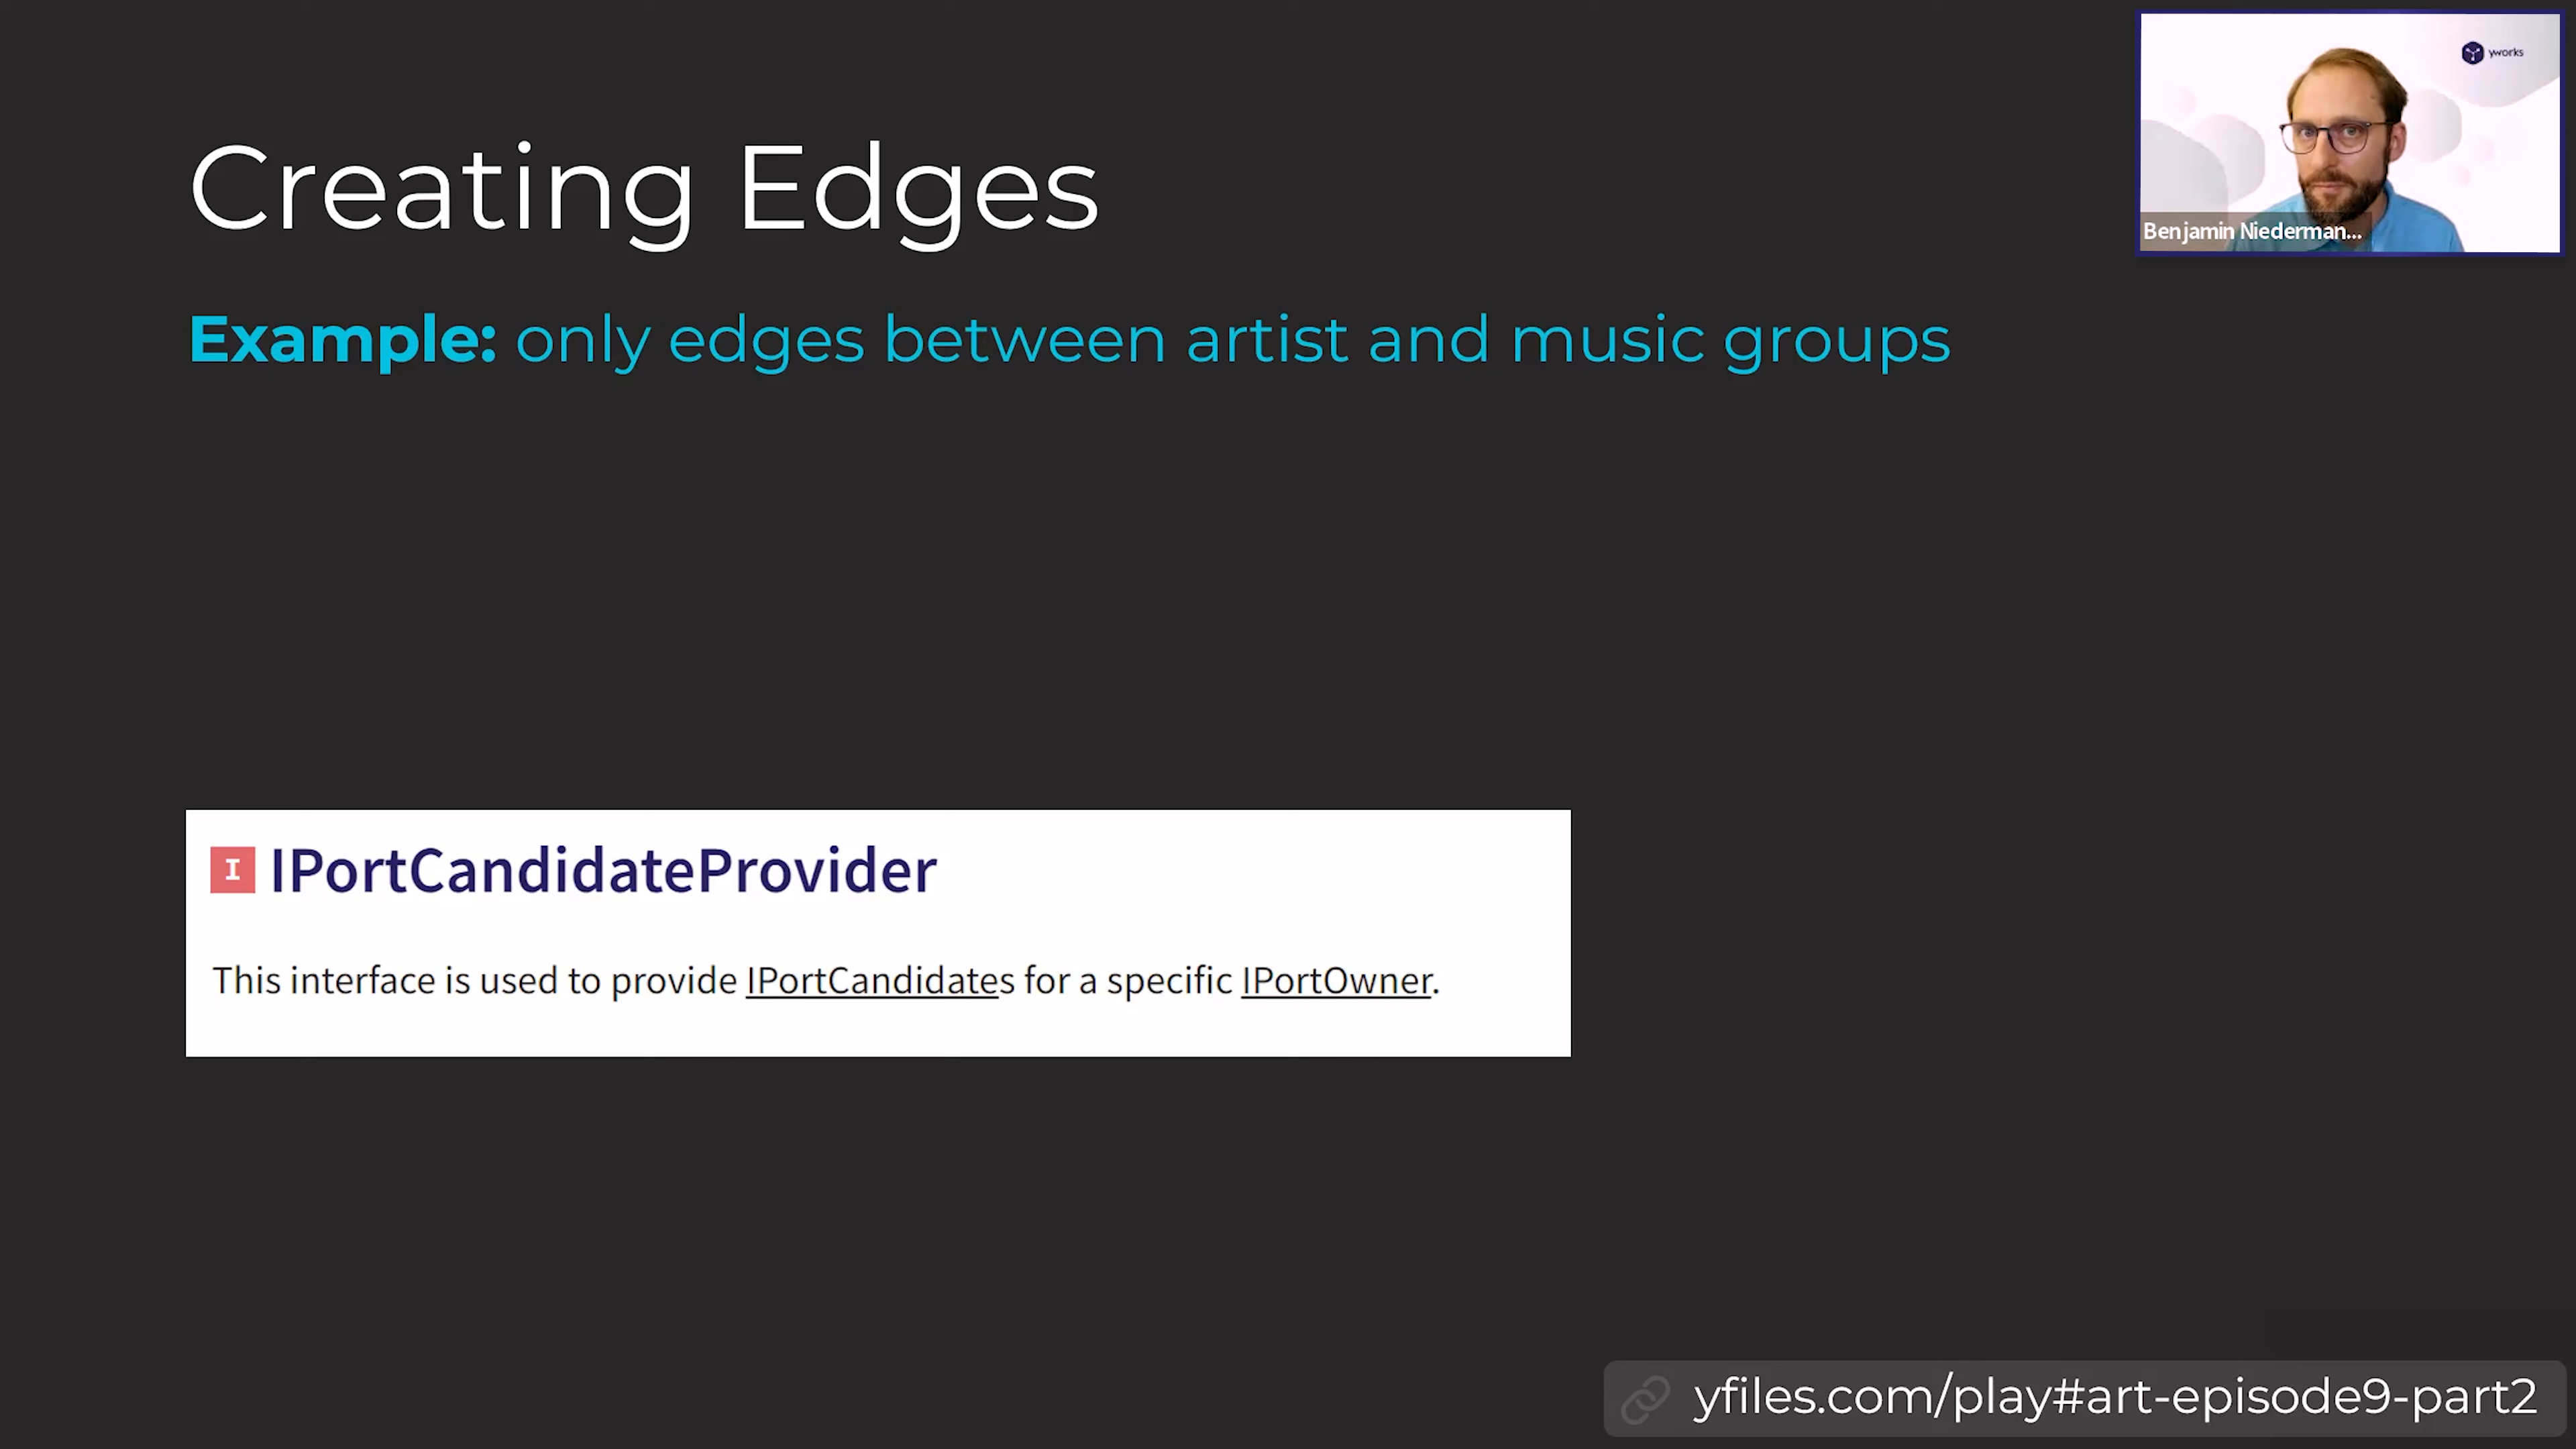 Creating Edges
yworks
Benjamin Niederman...
Example: only edges between artist and music groups
I IPortCandidateProvider
This interface is used to provide IPortCandidates for a specific IPortOwner.
yfiles.com/play#art-episode9-part2